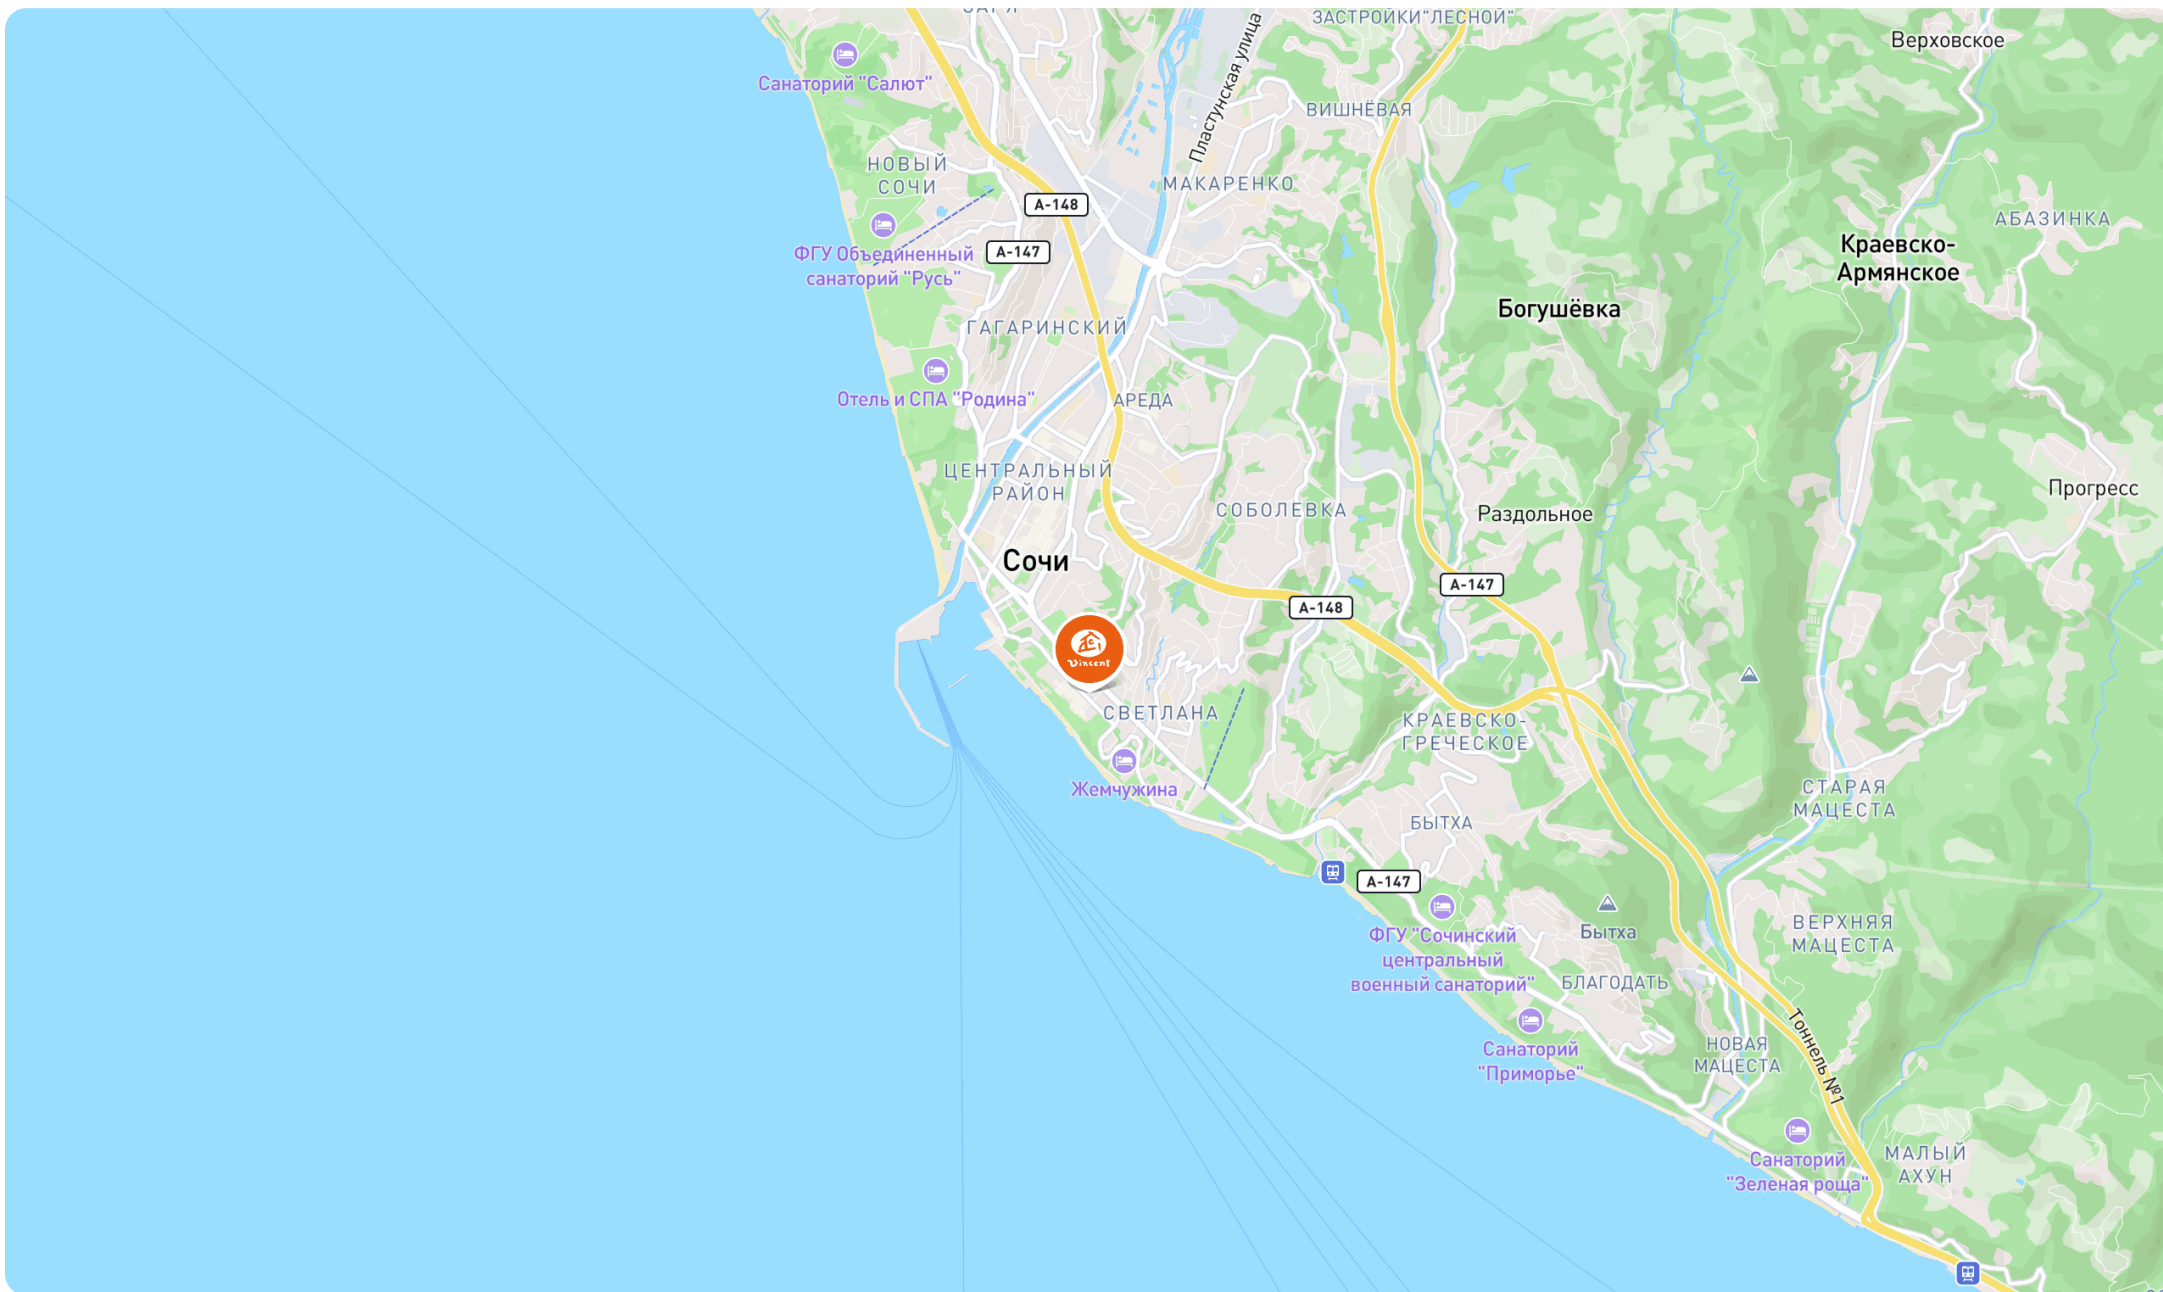 ЗАСТРОЙКИ"ЛЕСНОЙ"
Верховское
Санаторий "Салют"
Пластунская улица
ВИШНЁВАЯ
НОВЫЙ
СОЧИ
МАКАРЕНКО
А-148
АБАЗИНКА
ФГУ Объединенный
санаторий "Русь"
А-147
Краевско-
Армянское
Богушёвка
ГАГАРИНСКИЙ
Отель и СПА "Родина"
АРЕДА
ЦЕНТРАЛЬНЫЙ
РАЙОН
Прогресс
СОБОЛЕВКА
Раздольное
Сочи
А-147
А-148
Vincent
СВЕТЛАНА
КРАЕВСКО-
ГРЕЧЕСКОЕ
Жемчужина
СТАРАЯ
МАЦЕСТА
БЫТХА
А-147
ФГУ "Сочинский
центральный
военный санаторий"
Бытха
ВЕРХНЯЯ
МАЦЕСТА
БЛАГОДАТЬ
Санаторий
"Приморье"
НОВАЯ
МАЦЕСТА
Тоннель №1
Санаторий
"Зеленая роща"
МАЛЫЙ
АХУН